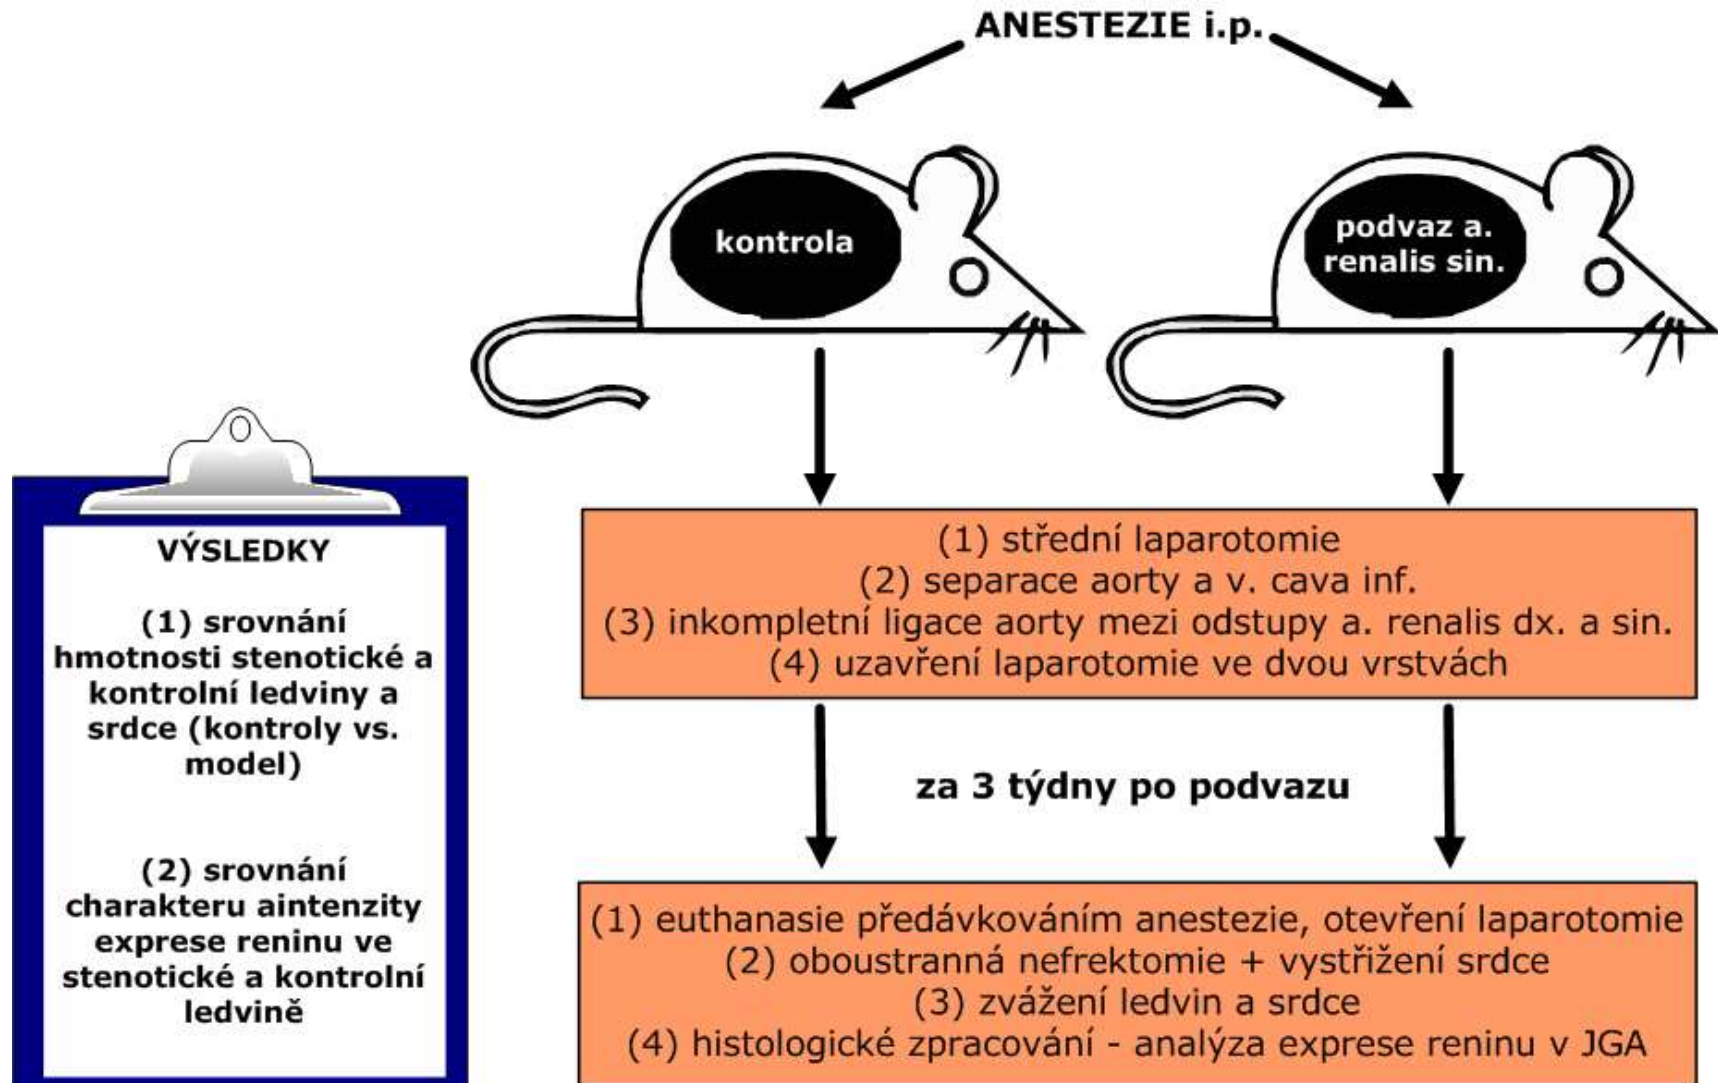 ANESTEZIE i.p.
kontrola
podvaz a.
renalis sin.
(1) střední laparotomie
(2) separace aorty a v. cava inf.
(3) inkompletní ligace aorty mezi odstupy a. renalis dx. a sin.
(4) uzavření laparotomie ve dvou vrstvách
za 3 týdny po podvazu
(1) euthanasie předávkováním anestezie, otevření laparotomie
(2) oboustranná nefrektomie + vystřižení srdce
(3) zvážení ledvin a srdce
(4) histologické zpracování - analýza exprese reninu v JGA
VÝSLEDKY
(1) srovnání
hmotnosti stenotické a
kontrolní ledviny a
srdce (kontroly vs.
model)
(2) srovnání
charakteru aintenzity
exprese reninu ve
stenotické a kontrolní
ledvině